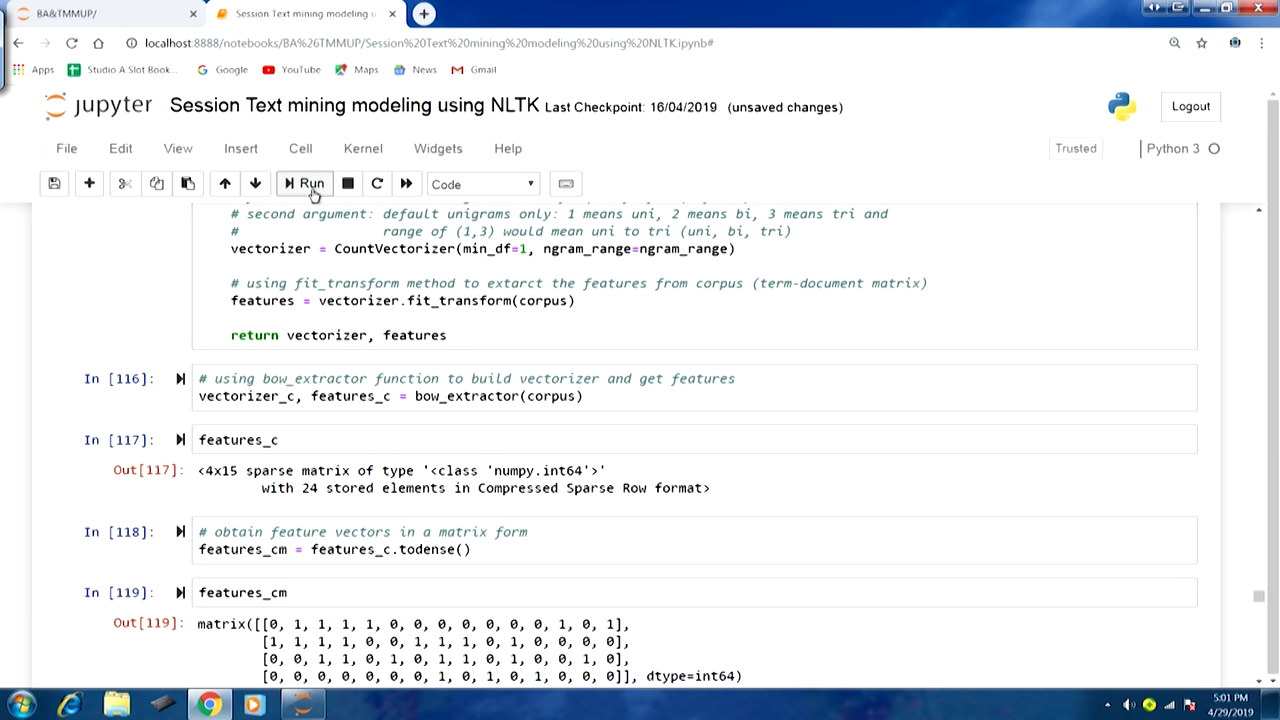 BA&TMMUP/
Session Text mining modeling u
localhost:8888/notebooks/BA%26TMMUP/Session%20Text%20mining%20modeling%20using%20NLTK.ipynb#
Apps
Studio A Slot Book...
Google
YouTube
Maps
News
Gmail
jupyter
Session Text mining modeling using NLTK
Last Checkpoint: 16/04/2019
(unsaved changes)
Logout
File
Edit
View
Insert
Cell
Kernel
Widgets
Help
Trusted
Python 3
Run
Code
# second argument: default unigrams only: 1 means uni, 2 means bi, 3 means tri and
# range of (1,3) would mean uni to tri (uni, bi, tri)
vectorizer = CountVectorizer(min_df=1, ngram_range=ngram_range)
# using fit_transform method to extarct the features from corpus (term-document matrix)
features = vectorizer.fit_transform(corpus)
return vectorizer, features
In [116]:
# using bow_extractor function to build vectorizer and get features
vectorizer_c, features_c = bow_extractor(corpus)
In [117]:
features_c
Out[117]:
<4x15 sparse matrix of type '<class 'numpy.int64'>'
with 24 stored elements in Compressed Sparse Row format>
In [118]:
# obtain feature vectors in a matrix form
features_cm = features_c.todense()
In [119]:
features_cm
Out[119]:
matrix([[0, 1, 1, 1, 1, 0, 0, 0, 0, 0, 0, 0, 1, 0, 1],
[1, 1, 1, 1, 0, 0, 1, 1, 1, 0, 1, 0, 0, 0, 0],
[0, 0, 1, 1, 0, 1, 0, 1, 1, 0, 1, 0, 0, 1, 0],
[0, 0, 0, 0, 0, 0, 0, 1, 0, 1, 0, 1, 0, 0, 0]], dtype=int64)
5:01 PM
4/29/2019